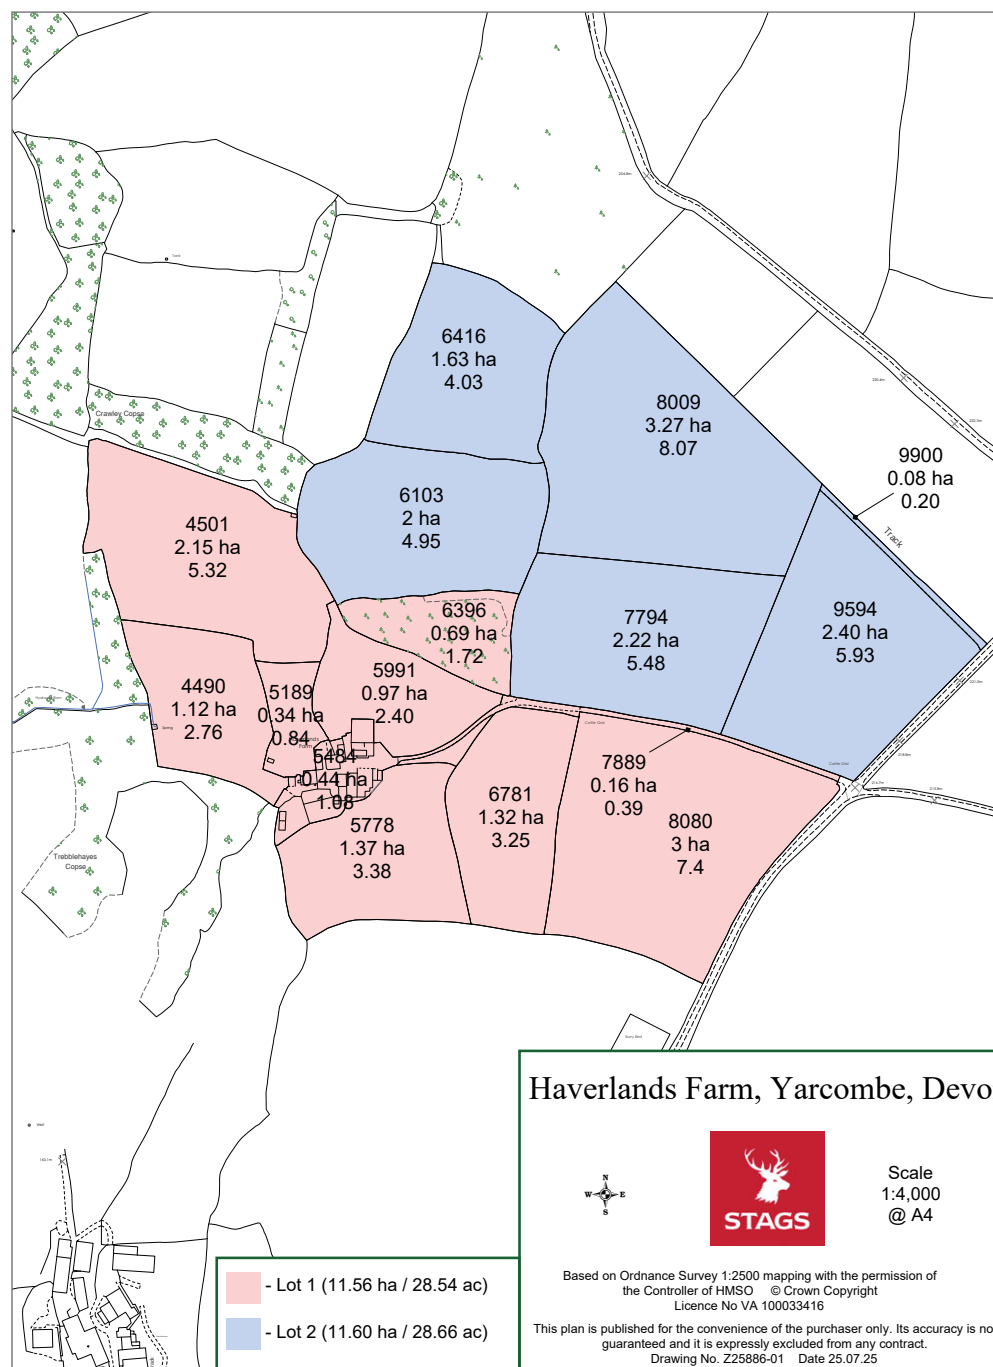 6416
1.63 ha
4.03
8009
3.27 ha
8.07
9900
0.08 ha
0.20
Track
Crawley Copse
6103
2 ha
4.95
4501
2.15 ha
5.32
6396
0.69 ha
1.72
7794
2.22 ha
5.48
9594
2.40 ha
5.93
5991
0.97 ha
2.40
4490
1.12 ha
2.76
5189
0.34 ha
0.84
Spring
Cattle Grid
Cattle Grid
5484
0.44 ha
1.08
7889
0.16 ha
0.39
6781
1.32 ha
3.25
8080
3 ha
7.4
5778
1.37 ha
3.38
Trebblehayes
Copse
Slurry Bed
Well
Haverlands Farm, Yarcombe, Devo
N
W E
S
STAGS
Scale
1:4,000
@ A4
- Lot 1 (11.56 ha / 28.54 ac)
- Lot 2 (11.60 ha / 28.66 ac)
Based on Ordnance Survey 1:2500 mapping with the permission of
the Controller of HMSO © Crown Copyright
Licence No VA 100033416
This plan is published for the convenience of the purchaser only. Its accuracy is no
guaranteed and it is expressly excluded from any contract.
Drawing No. Z25886-01 Date 25.07.25